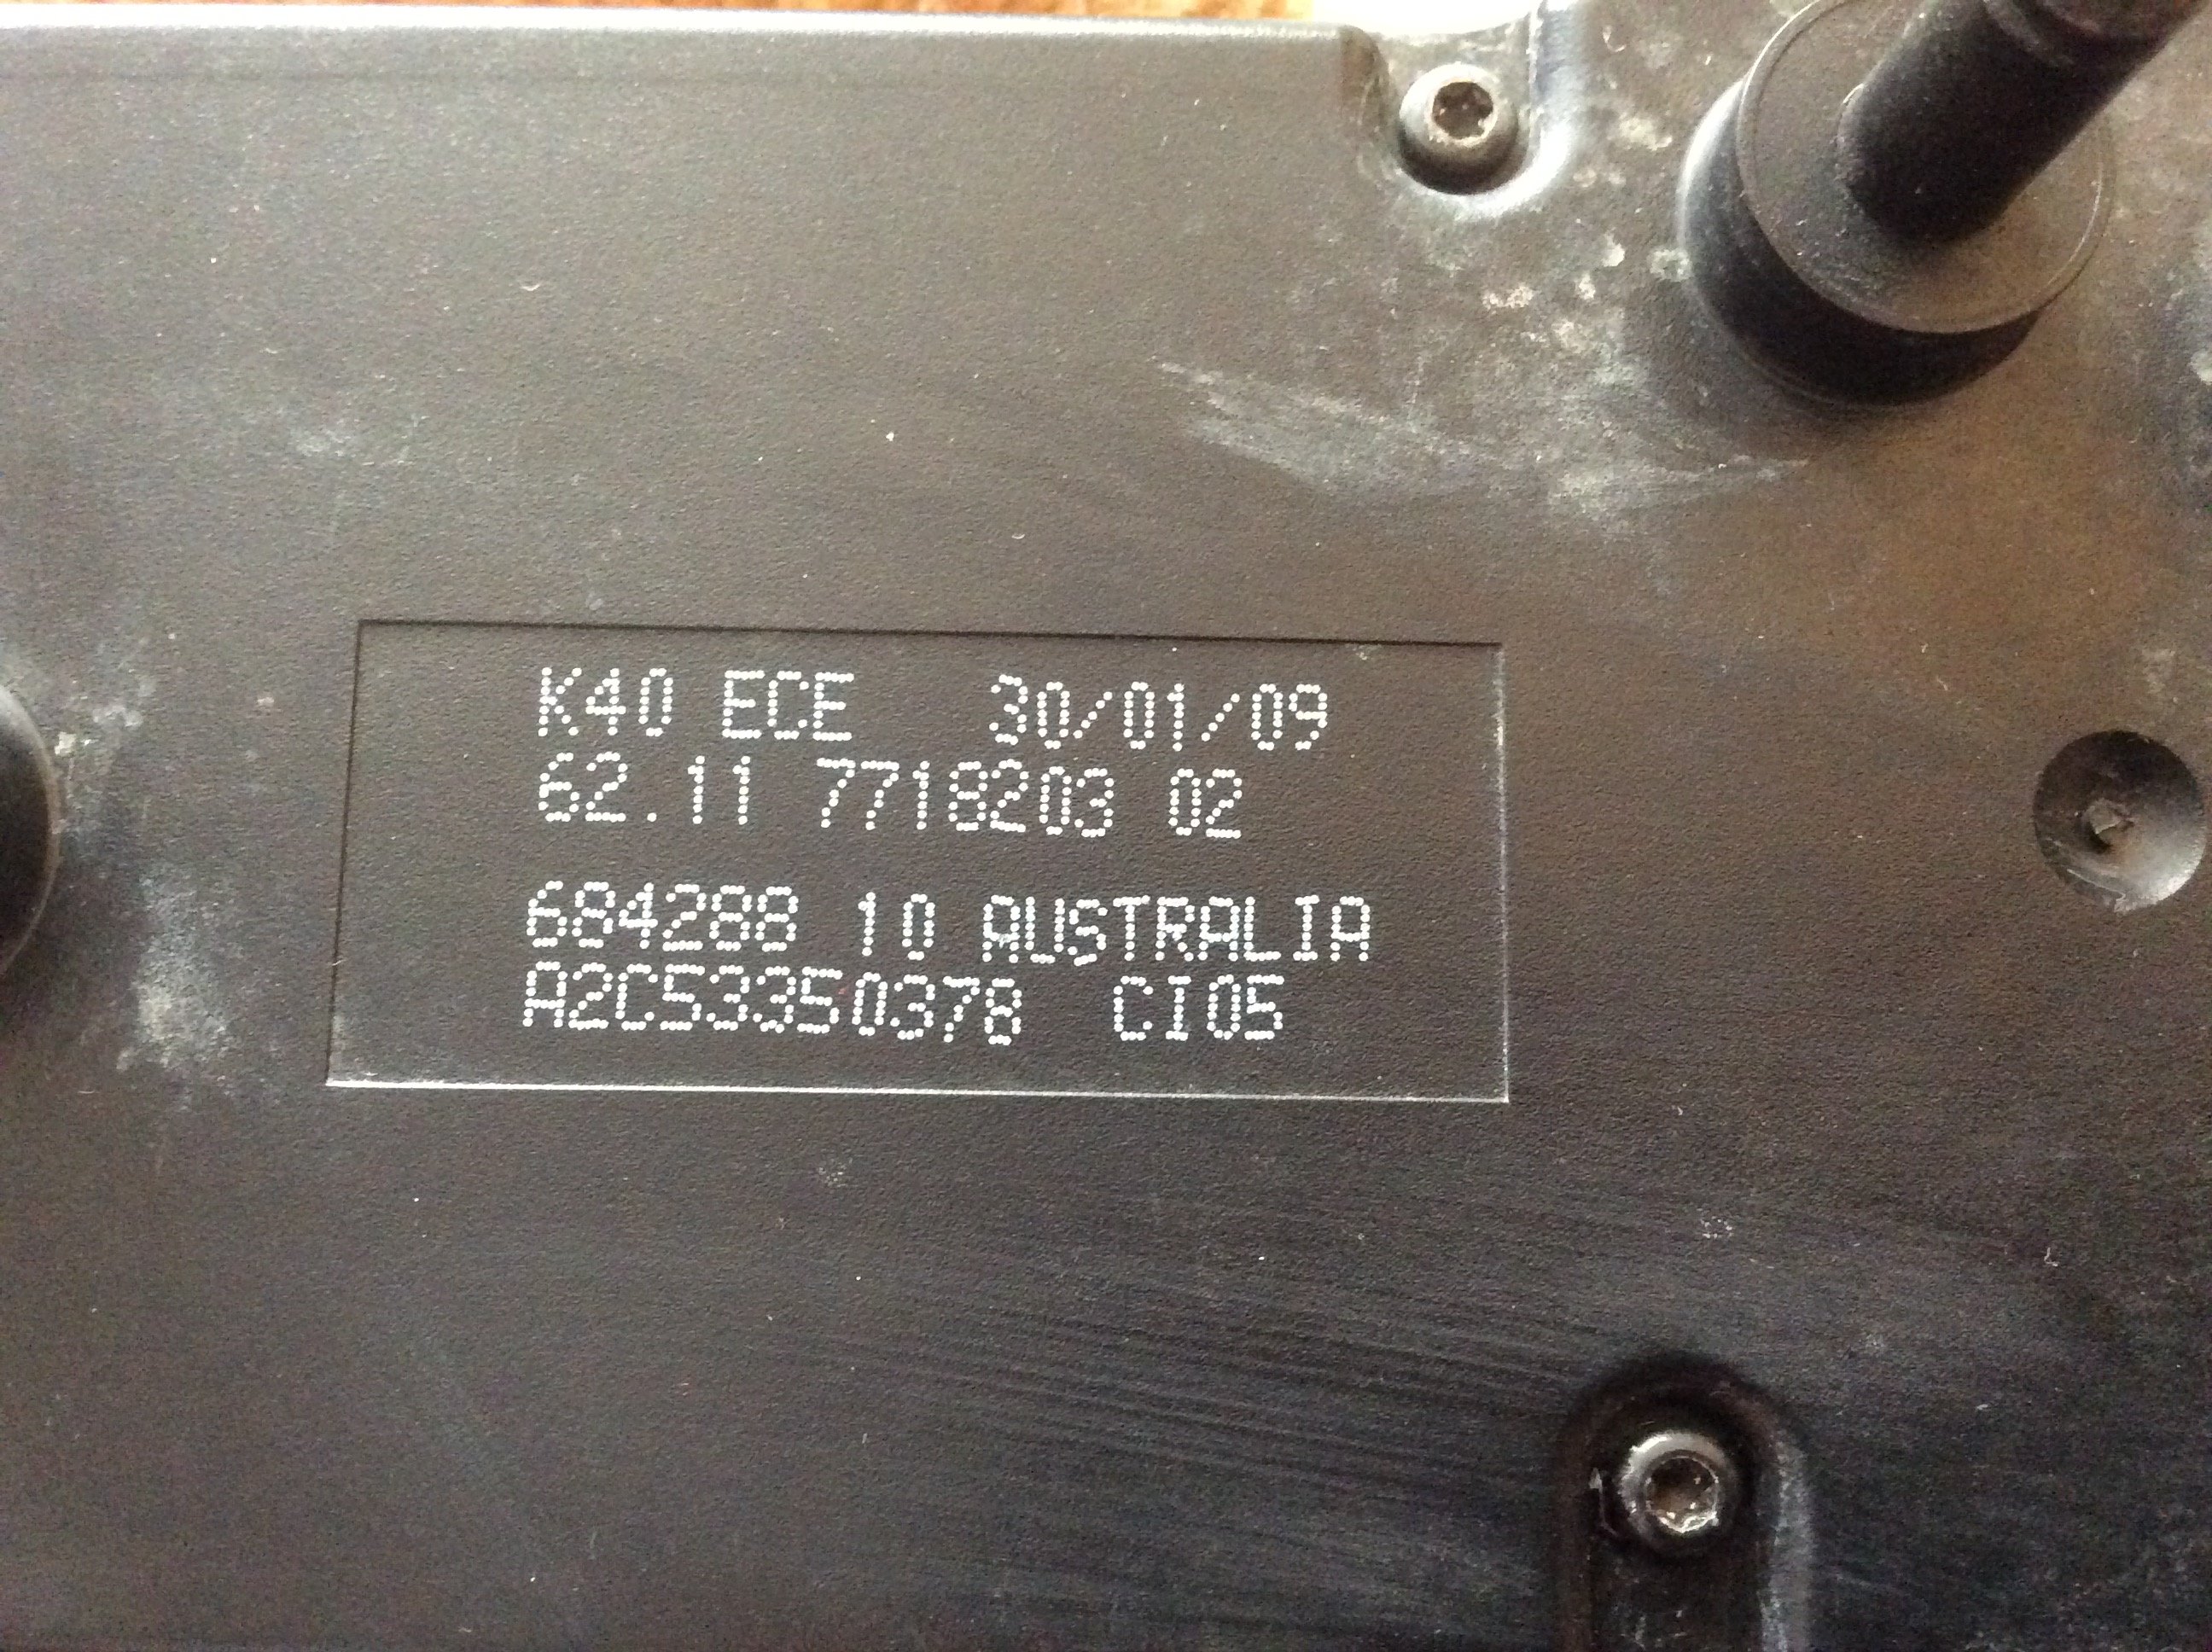 K40 ECE 30/01/09
62.11 7718203 02
684288 10 AUSTRALIA
A2C53350378 CI05